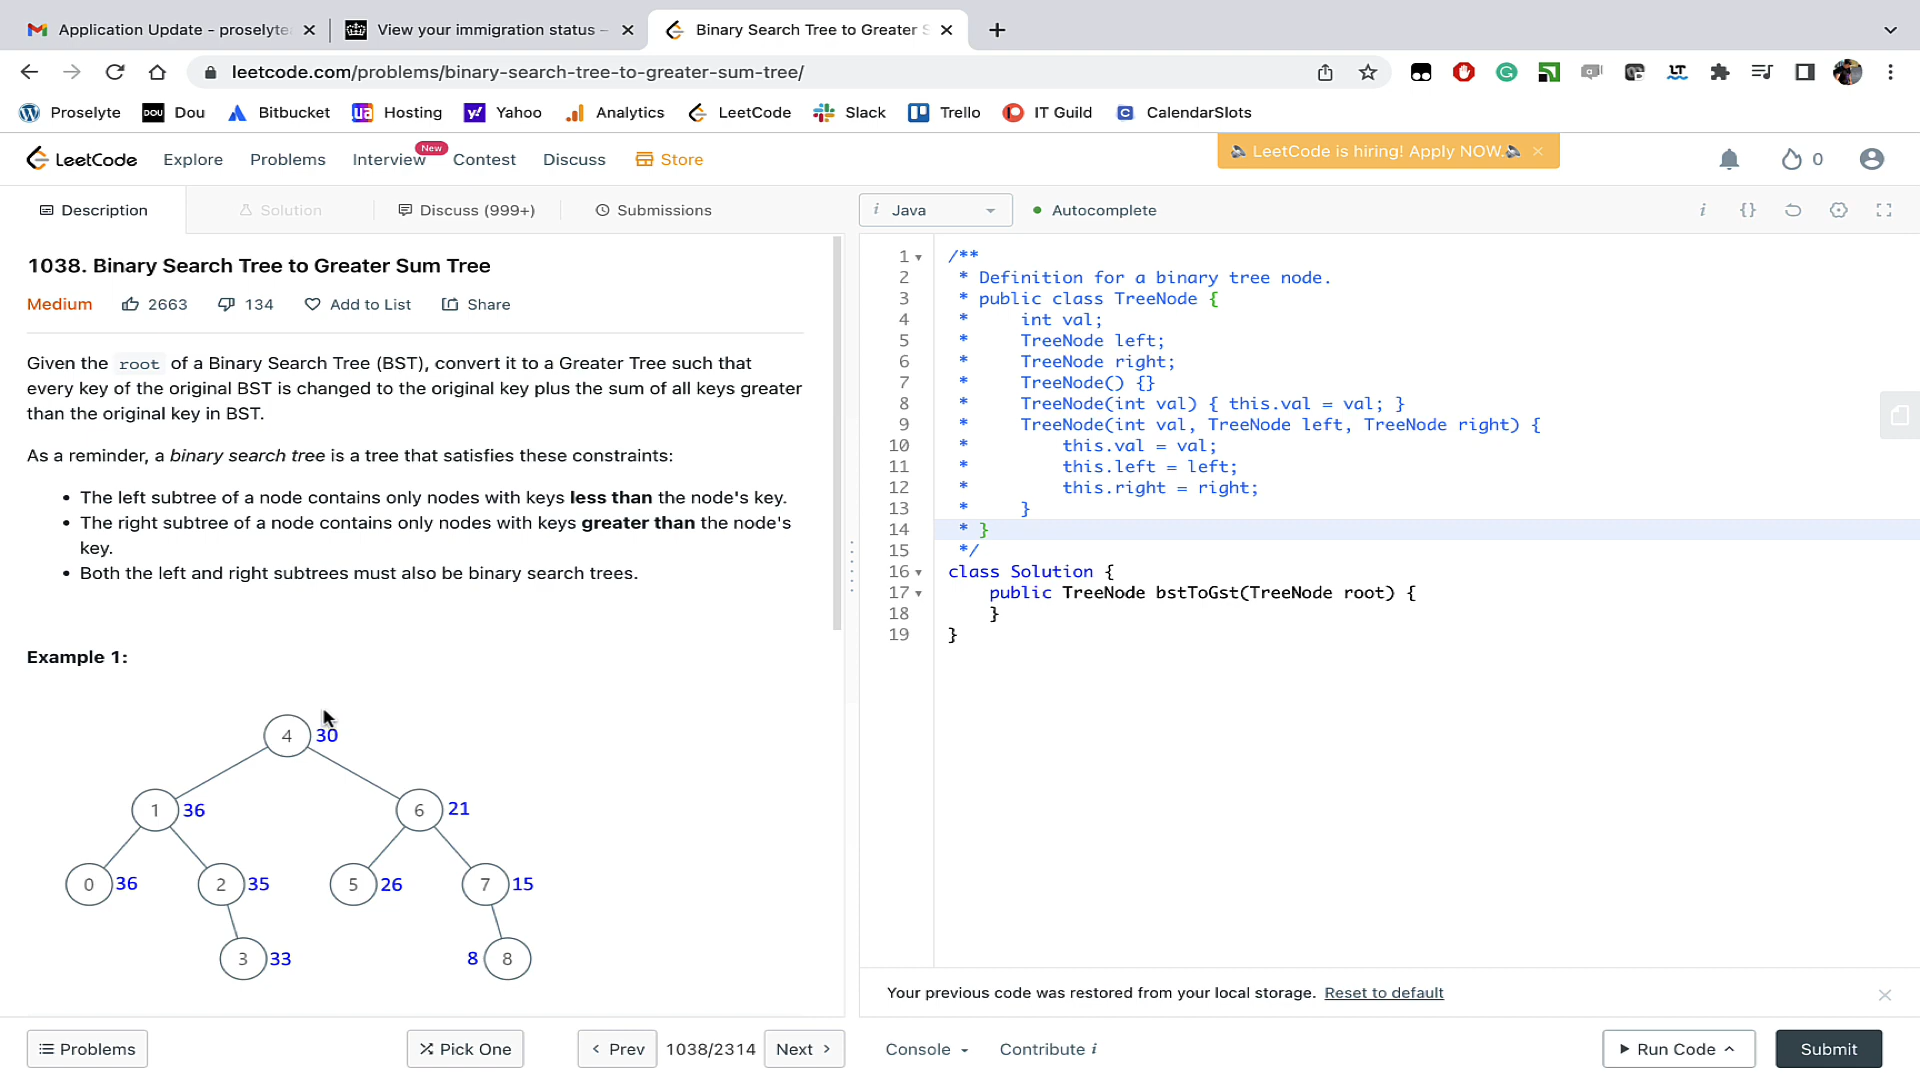 Application Update - proselyte
View your immigration status –
Binary Search Tree to Greater S
leetcode.com/problems/binary-search-tree-to-greater-sum-tree/
Proselyte
DOU Dou
Bitbucket
ua Hosting
y! Yahoo
Analytics
LeetCode
Slack
Trello
IT Guild
C CalendarSlots
LeetCode
Explore
Problems
Interview
New
Contest
Discuss
Store
LeetCode is hiring! Apply NOW.
0
Description
Solution
Discuss (999+)
Submissions
i Java
Autocomplete
i {}
1038. Binary Search Tree to Greater Sum Tree
Medium 2663 134 Add to List Share
Given the root of a Binary Search Tree (BST), convert it to a Greater Tree such that
every key of the original BST is changed to the original key plus the sum of all keys greater
than the original key in BST.
As a reminder, a binary search tree is a tree that satisfies these constraints:
• The left subtree of a node contains only nodes with keys less than the node's key.
• The right subtree of a node contains only nodes with keys greater than the node's
key.
• Both the left and right subtrees must also be binary search trees.
Example 1:
4 30
1 36 6 21
0 36 2 35 5 26 7 15
3 33 8 8
1 /**
2  * Definition for a binary tree node.
3  * public class TreeNode {
4  *     int val;
5  *     TreeNode left;
6  *     TreeNode right;
7  *     TreeNode() {}
8  *     TreeNode(int val) { this.val = val; }
9  *     TreeNode(int val, TreeNode left, TreeNode right) {
10  *         this.val = val;
11  *         this.left = left;
12  *         this.right = right;
13  *     }
14  * }
15  */
16 class Solution {
17     public TreeNode bstToGst(TreeNode root) {
18     }
19 }
Your previous code was restored from your local storage. Reset to default
Problems
Pick One
Prev
1038/2314
Next
Console
Contribute i
Run Code
Submit